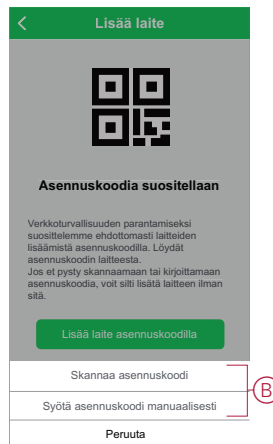 Lisää laite
Asennuskoodia suositellaan
Verkkoturvallisuuden parantamiseksi
suosittelemme ehdottomasti laitteiden
lisäämistä asennuskoodilla. Löydät
asennuskoodin laitteesta.
Jos et pysty skannaamaan tai kirjoittamaan
asennuskoodia, voit silti lisätä laitteen ilman
sitä.
Lisää laite asennuskoodilla
Skannaa asennuskoodi
B
Syötä asennuskoodi manuaalisesti
Peruuta